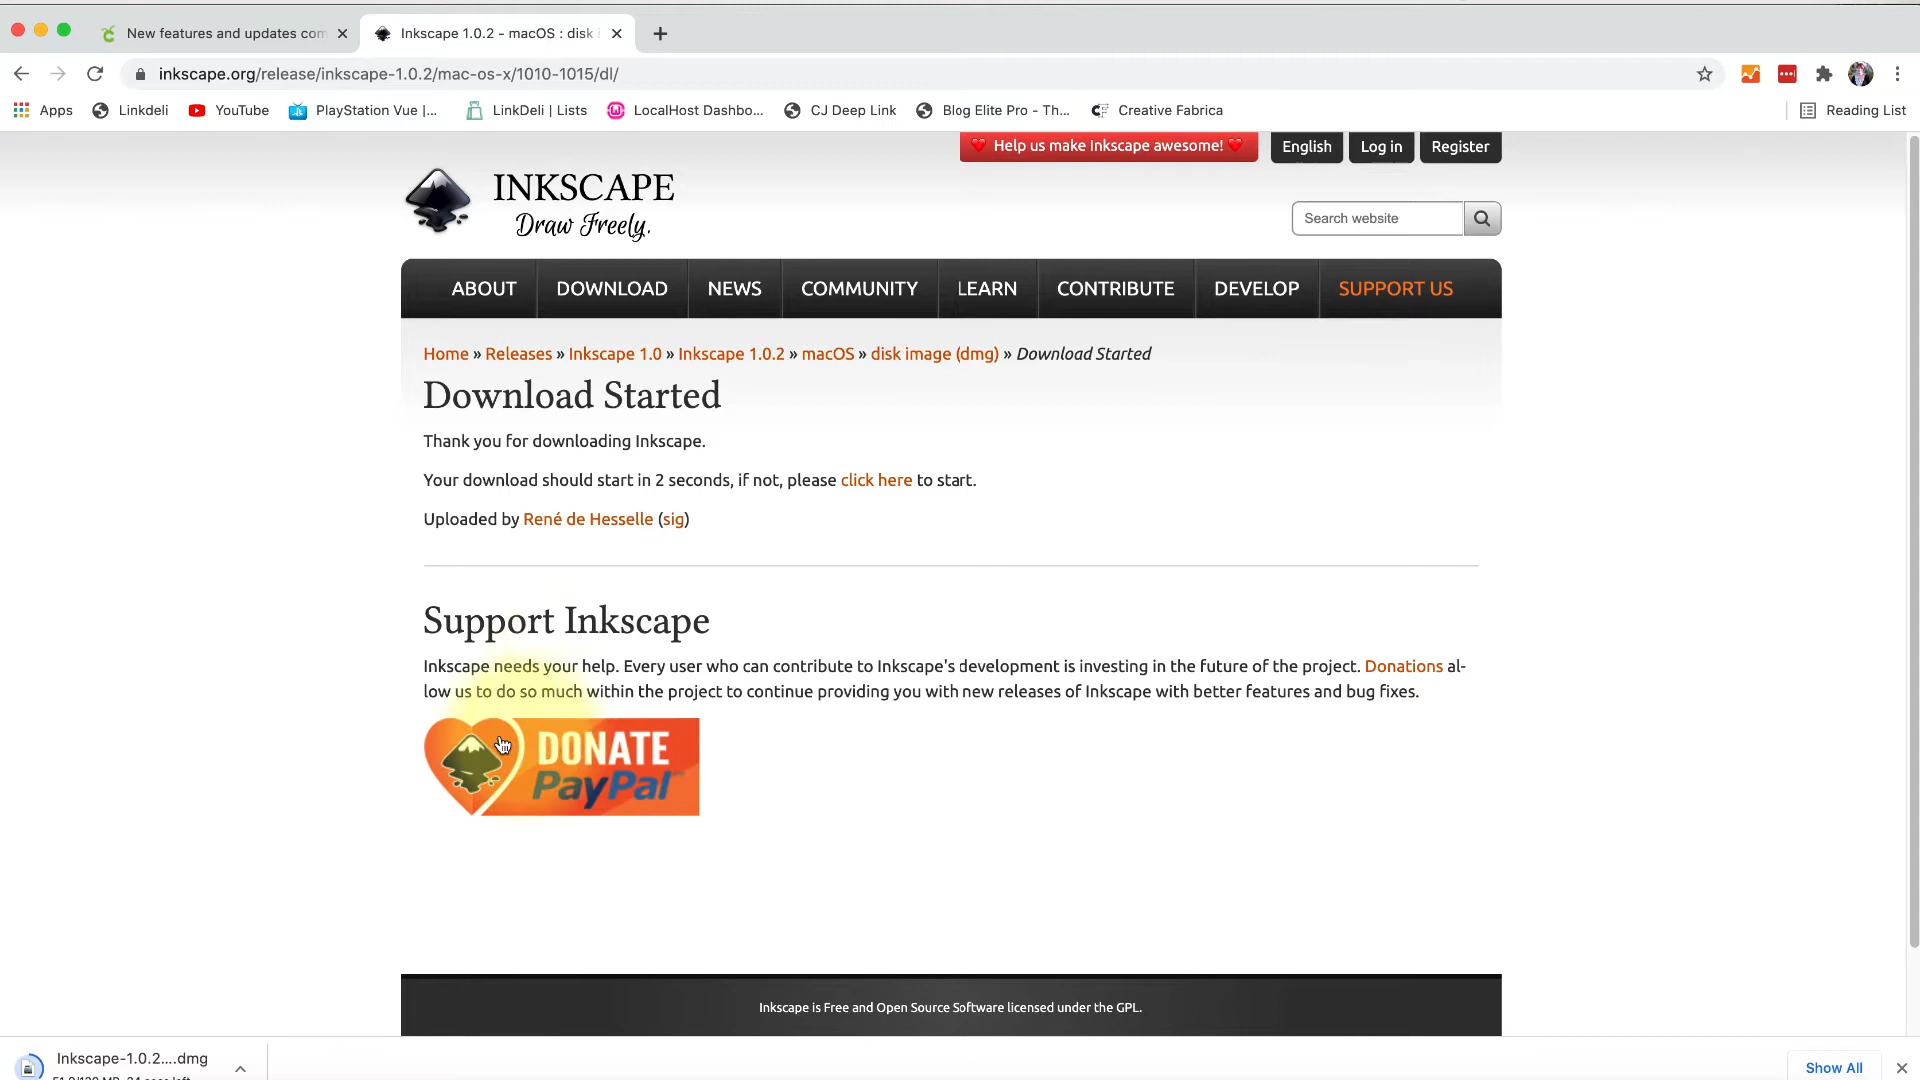 New features and updates com
Inkscape 1.0.2 - macOS : disk i
inkscape.org/release/inkscape-1.0.2/mac-os-x/1010-1015/dl/
Apps Linkdeli YouTube PlayStation Vue |... LinkDeli | Lists LocalHost Dashbo... CJ Deep Link Blog Elite Pro - Th... Creative Fabrica Reading List
Help us make Inkscape awesome! English Log in Register
INKSCAPE
Draw Freely.
Search website
ABOUT DOWNLOAD NEWS COMMUNITY LEARN CONTRIBUTE DEVELOP SUPPORT US
Home » Releases » Inkscape 1.0 » Inkscape 1.0.2 » macOS » disk image (dmg) » Download Started
Download Started
Thank you for downloading Inkscape.
Your download should start in 2 seconds, if not, please click here to start.
Uploaded by René de Hesselle (sig)
Support Inkscape
Inkscape needs your help. Every user who can contribute to Inkscape's development is investing in the future of the project. Donations al-
low us to do so much within the project to continue providing you with new releases of Inkscape with better features and bug fixes.
DONATE
PayPal
Inkscape is Free and Open Source Software licensed under the GPL.
Inkscape-1.0.2....dmg
Show All